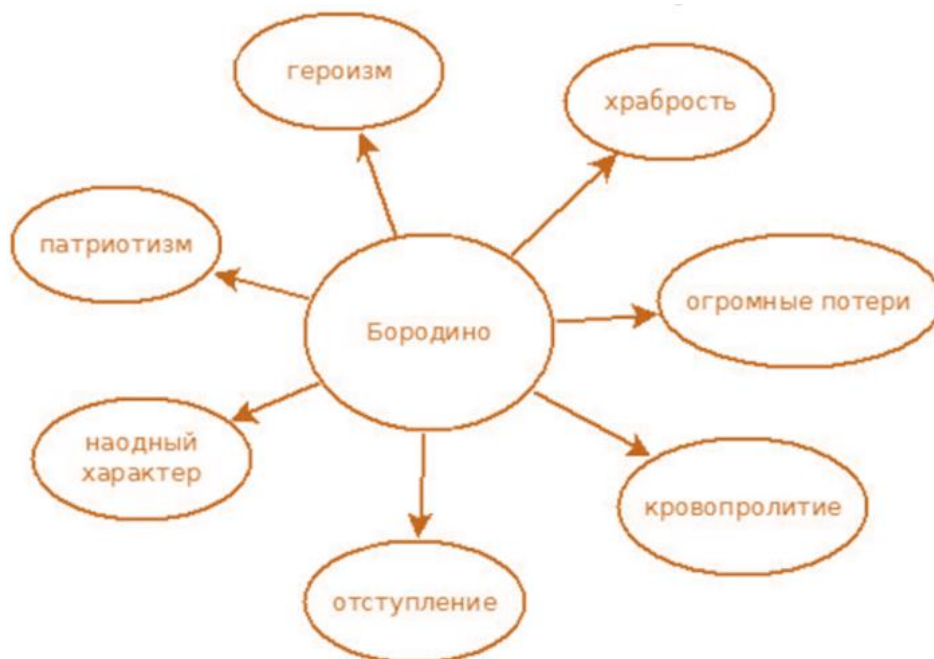 героизм
храбрость
патриотизм
огромные потери
Бородино
наодный
характер
кровопролитие
отступление